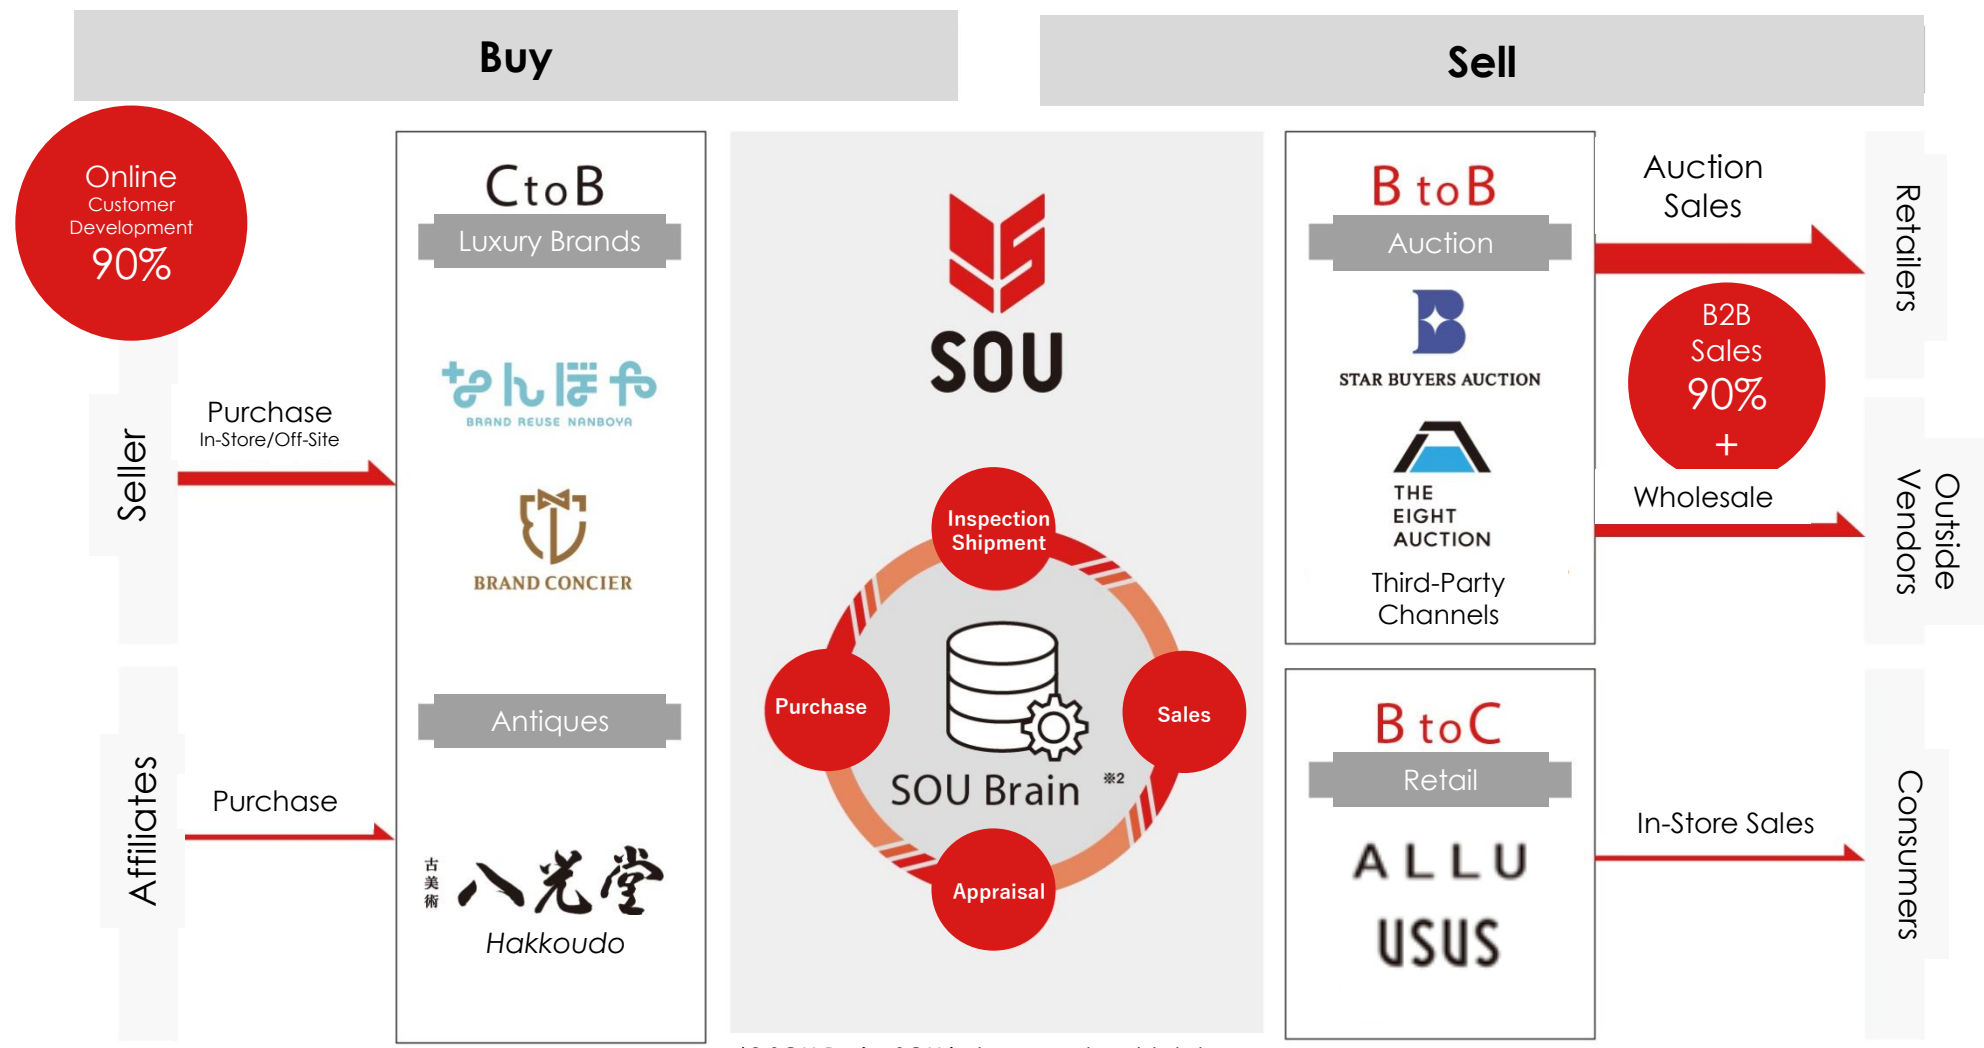 Buy
Sell
Online
Customer
Development
90%
Seller
Purchase
In-Store/Off-Site
Affiliates
Purchase
CtoB
Luxury Brands
なんぼや
BRAND REUSE NANBOYA
BRAND CONCIER
Antiques
古美術
八光堂
Hakkoudo
SOU
Inspection
Shipment
Purchase
Sales
SOU Brain ※2
Appraisal
B to B
Auction
STAR BUYERS AUCTION
THE
EIGHT
AUCTION
Third-Party
Channels
B to C
Retail
ALLU
USUS
Auction
Sales
B2B
Sales
90%
+
Wholesale
In-Store Sales
Retailers
Outside
Vendors
Consumers